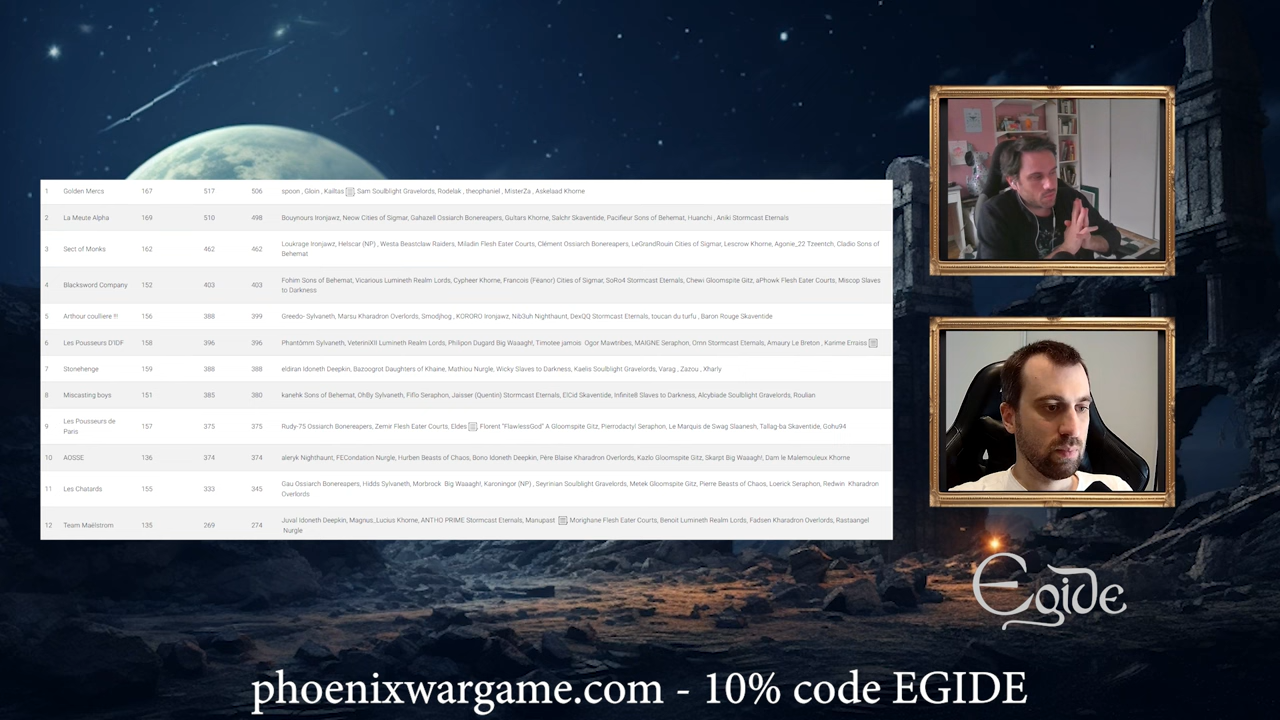 1 Golden Mercs 167 517 506 spoon , Gloin , Kailtas , Sam Soulblight Gravelords, Rodelak , theophaniel , MisterZa , Askelaad Khorne
2 La Meute Alpha 169 510 498 Bouynours Ironjawz, Neow Cities of Sigmar, Gahazell Ossiarch Bonereapers, Gu!tars Khorne, Salchr Skaventide, Pacifleur Sons of Behemat, Huanchi , Aniki Stormcast Eternals
3 Sect of Monks 162 462 462 Loukrage Ironjawz, Helscar (NP) , Westa Beastclaw Raiders, Miladin Flesh Eater Courts, Clément Ossiarch Bonereapers, LeGrandRouin Cities of Sigmar, Lescrow Khorne, Agonie_22 Tzeentch, Cladio Sons of
Behemat
4 Blacksword Company 152 403 403 Fohim Sons of Behemat, Vicarious Lumineth Realm Lords, Cypheer Khorne, Francois (Féanor) Cities of Sigmar, SoRo4 Stormcast Eternals, Chewi Gloomspite Gitz, aPhowk Flesh Eater Courts, Miscop Slaves
to Darkness
5 Arthour coulliere !!! 156 388 399 Greedo- Sylvaneth, Marsu Kharadron Overlords, Smodjhog , KORORO Ironjawz, Nib3uh Nighthaunt, DexQQ Stormcast Eternals, toucan du turfu , Baron Rouge Skaventide
6 Les Pousseurs D'IDF 158 396 396 Phantômm Sylvaneth, VeteriniXII Lumineth Realm Lords, Philipon Dugard Big Waaagh!, Timotee jamois Ogor Mawtribes, MAIGNE Seraphon, Omn Stormcast Eternals, Amaury Le Breton , Karime Erraiss
7 Stonehenge 159 388 388 eldiran Idoneth Deepkin, Bazoogrot Daughters of Khaine, Mathiou Nurgle, Wicky Slaves to Darkness, Kaelis Soulblight Gravelords, Varag , Zazou , Xharly
8 Miscasting boys 151 385 380 kanehk Sons of Behemat, OhBy Sylvaneth, Fiflo Seraphon, Jaisser (Quentin) Stormcast Eternals, ElCid Skaventide, Infinite8 Slaves to Darkness, Alcybiade Soulblight Gravelords, Roulian
9 Les Pousseurs de
Paris 157 375 375 Rudy-75 Ossiarch Bonereapers, Zemir Flesh Eater Courts, Eldes , Florent "FlawlessGod" A Gloomspite Gitz, Pierrodactyl Seraphon, Le Marquis de Swag Slaanesh, Tallag-ba Skaventide, Gohu94
10 AOSSE 136 374 374 aleryk Nighthaunt, FECondation Nurgle, Hurben Beasts of Chaos, Bono Idoneth Deepkin, Père Blaise Kharadron Overlords, Kazlo Gloomspite Gitz, Skarpt Big Waaagh!, Dam le Malemouleux Khorne
11 Les Chatards 155 333 345 Gau Ossiarch Bonereapers, Hidds Sylvaneth, Morbrock Big Waaagh!, Karoningor (NP) , Seyrinian Soulblight Gravelords, Metek Gloomspite Gitz, Pierre Beasts of Chaos, Loerick Seraphon, Redwin Kharadron
Overlords
12 Team Maëlstrom 135 269 274 Juval Idoneth Deepkin, Magnus_Lucius Khorne, ANTHO PRIME Stormcast Eternals, Manupast , Monghane Flesh Eater Courts, Benoit Lumineth Realm Lords, Fadsen Kharadron Overlords, Rastaangel
Nurgle
Egide
phoenixwargame.com - 10% code EGIDE